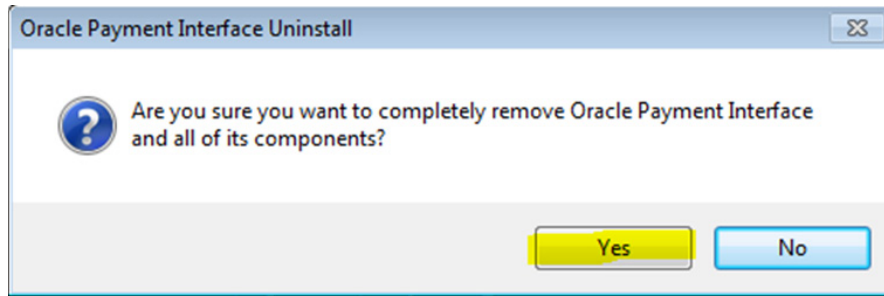 Oracle Payment Interface Uninstall
Are you sure you want to completely remove Oracle Payment Interface
and all of its components?
Yes
No